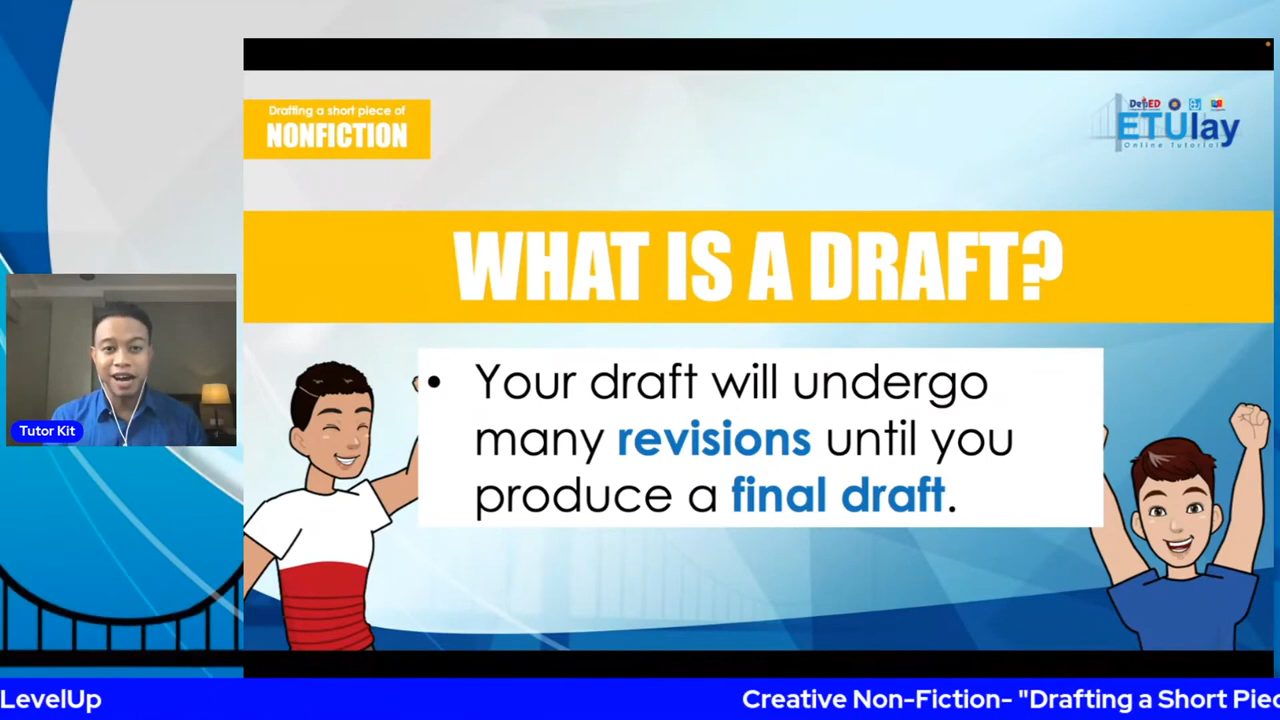 Drafting a short piece of
NONFICTION
DepED
ETUlay
Online Tutorial
WHAT IS A DRAFT?
• Your draft will undergo
many revisions until you
produce a final draft.
Tutor Kit
LevelUp
Creative Non-Fiction- "Drafting a Short Piec